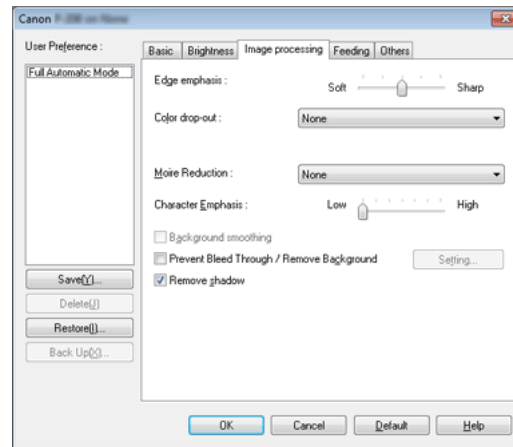 Canon
User Preference :
Full Automatic Mode
Save(Y)...
Delete(J)
Restore(I)...
Back Up(X)...
Basic Brightness Image processing Feeding Others
Edge emphasis : Soft Sharp
Color drop-out : None
Moire Reduction : None
Character Emphasis : Low High
Background smoothing
Prevent Bleed Through / Remove Background Setting...
Remove shadow
OK Cancel Default Help